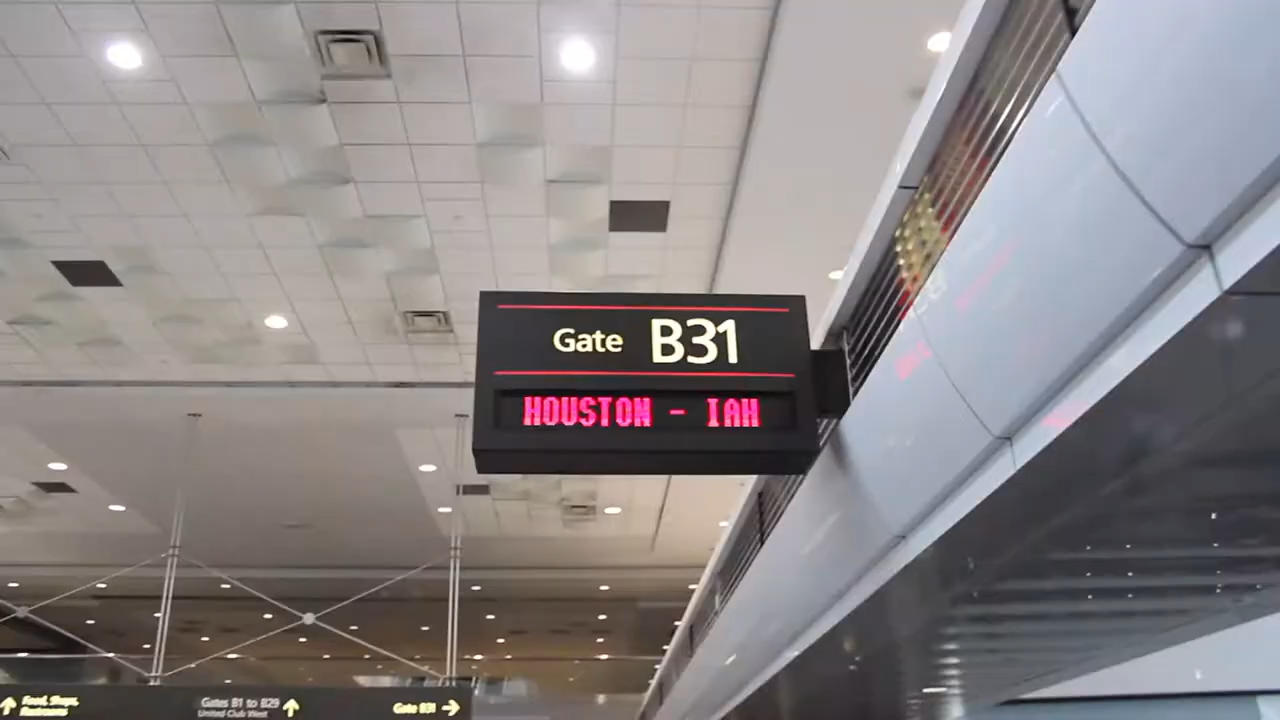 Gate B31
HOUSTON - IAH
Food, Shops,
Restrooms
Gates B1 to B29
United Club West
Gate B31